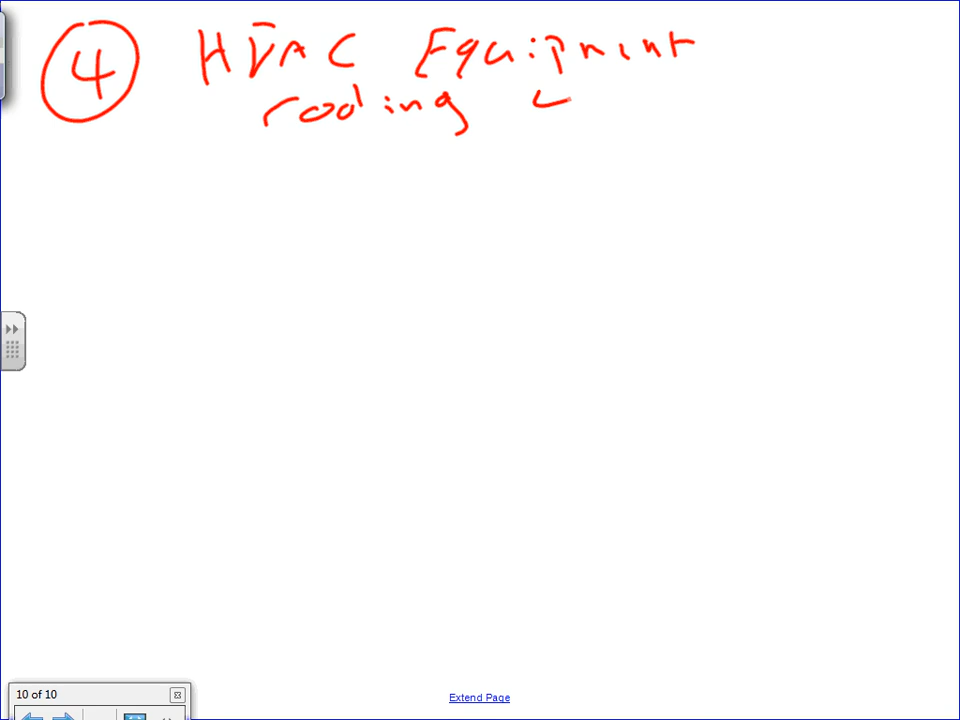 ④ HVAC Equipment
cooling
10 of 10
Extend Page